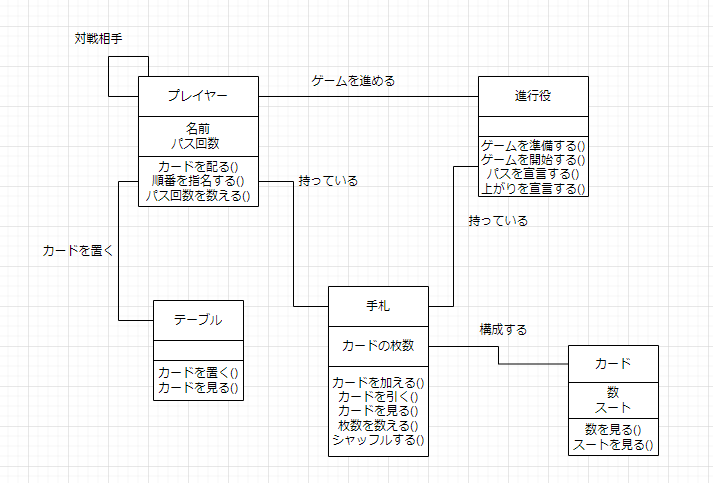 対戦相手
プレイヤー
名前
パス回数
カードを配る()
順番を指名する()
パス回数を数える()
ゲームを進める
進行役
ゲームを準備する()
ゲームを開始する()
パスを宣言する()
上がりを宣言する()
持っている
持っている
カードを置く
テーブル
カードを置く()
カードを見る()
手札
カードの枚数
カードを加える()
カードを引く()
カードを見る()
枚数を数える()
シャッフルする()
構成する
カード
数
スート
数を見る()
スートを見る()